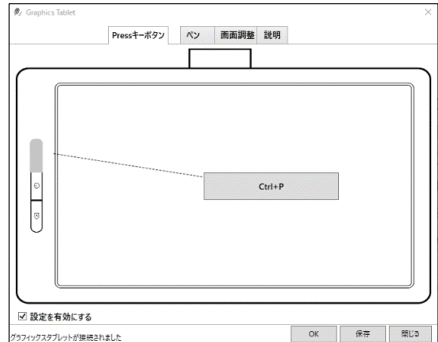 Graphics Tablet
Pressキーボタン ペン 画面調整 説明
Ctrl+P
設定を有効にする
グラフィックスタブレットが接続されました OK 保存 閉じる